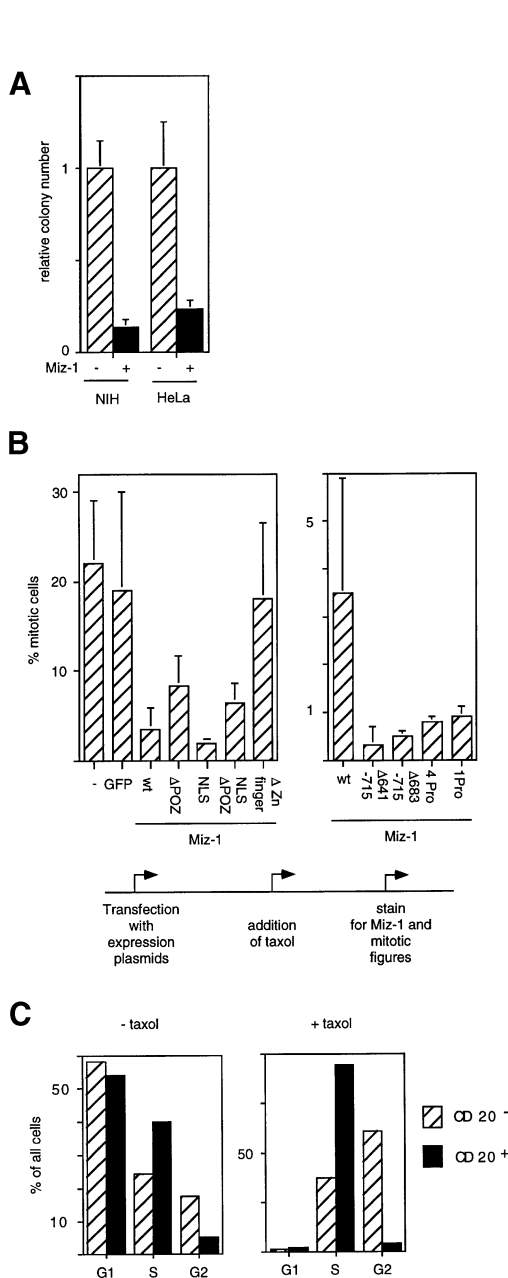 A
relative colony number
1
0
Miz-1 - + - +
NIH HeLa
B
% mitotic cells
30
20
10
- GFP wt ΔPOZ NLS ΔPOZ NLS Δ Zn finger
Miz-1
5
1
wt Δ641 -715 Δ683 -715 4 Pro 1Pro
Miz-1
Transfection
with
expression
plasmids
addition
of taxol
stain
for Miz-1 and
mitotic
figures
C
- taxol
+ taxol
% of all cells
50
10
G1 S G2
50
G1 S G2
CD 20 -
CD 20 +